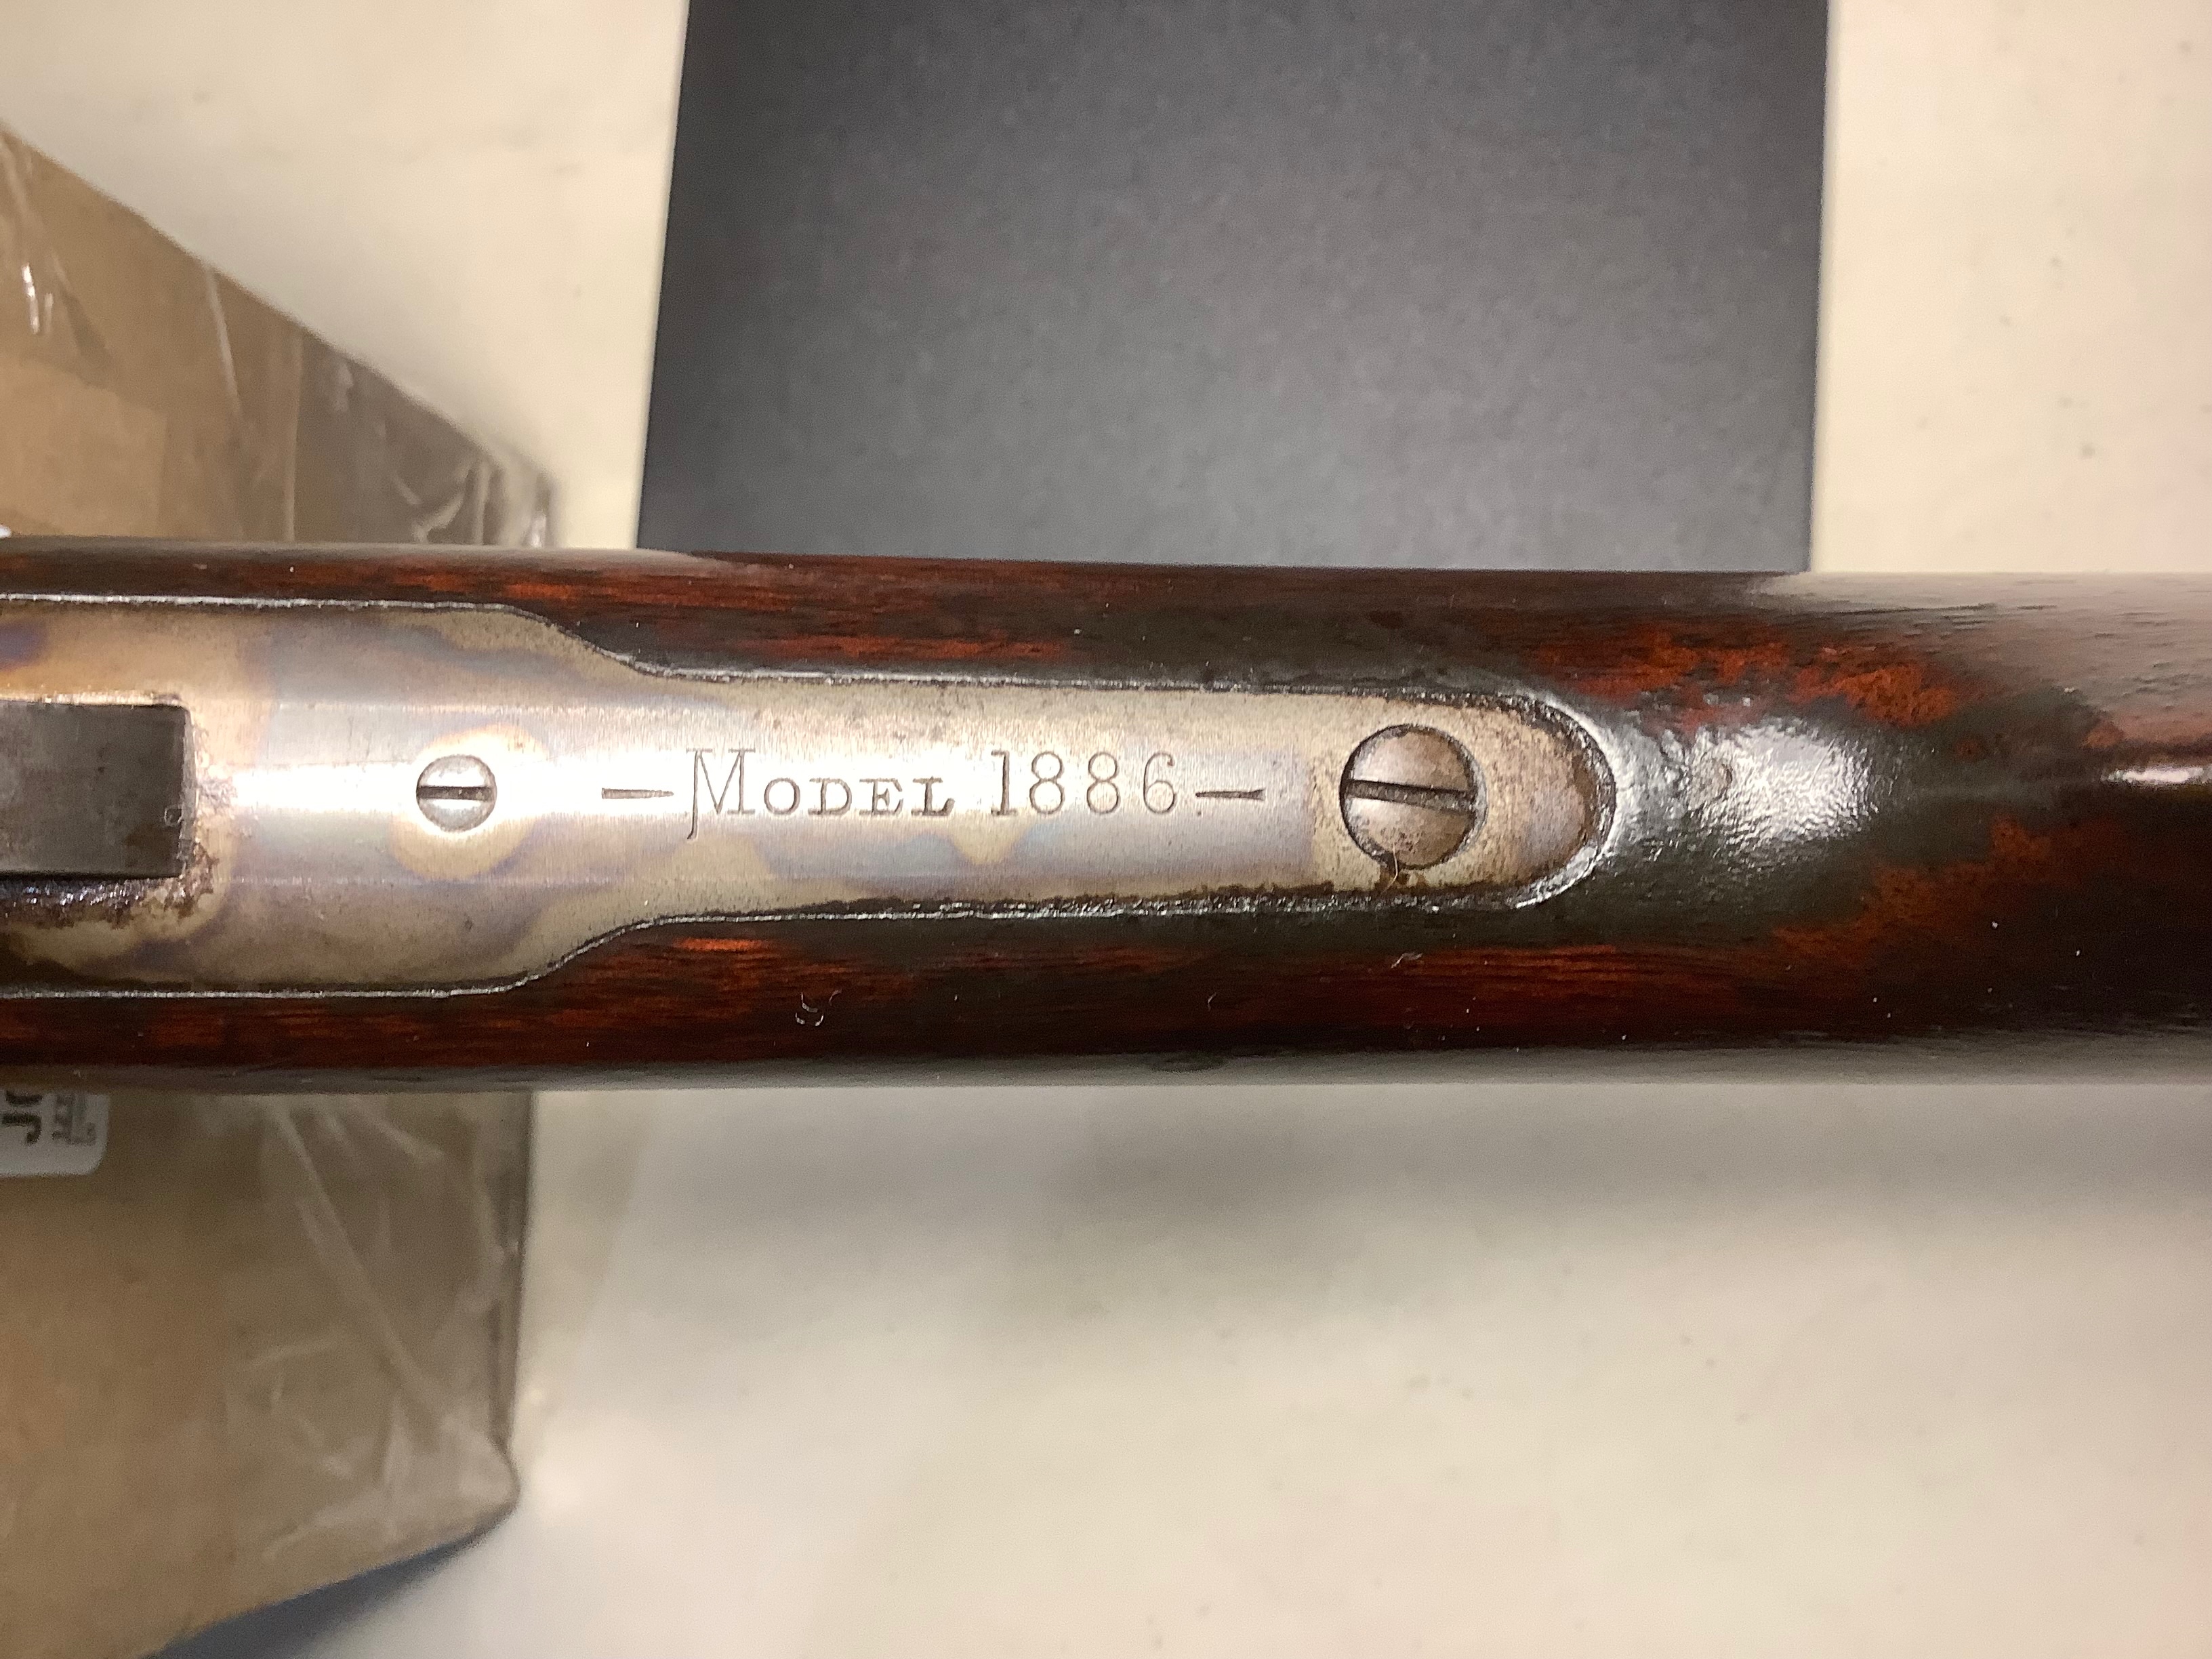 —Model 1886.—